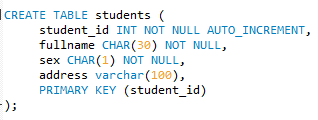 CREATE TABLE students (
student_id INT NOT NULL AUTO_INCREMENT,
fullname CHAR(30) NOT NULL,
sex CHAR(1) NOT NULL,
address varchar(100),
PRIMARY KEY (student_id)
);